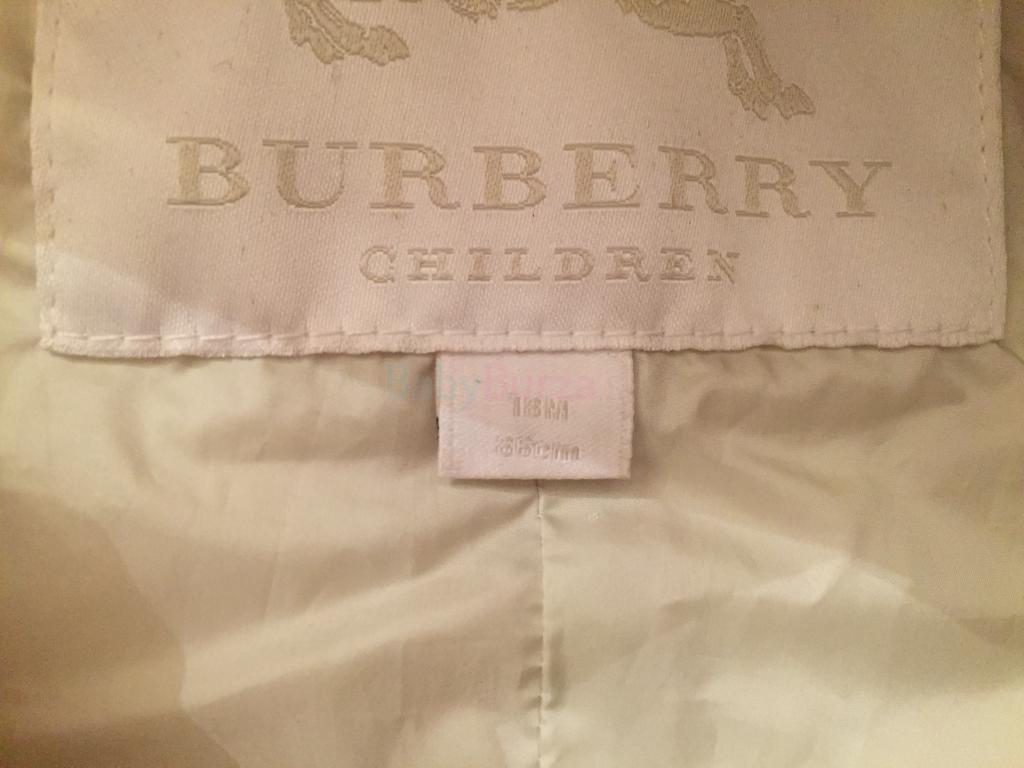 BURBERRY
CHILDREN
BabyBurza
18M
86cm